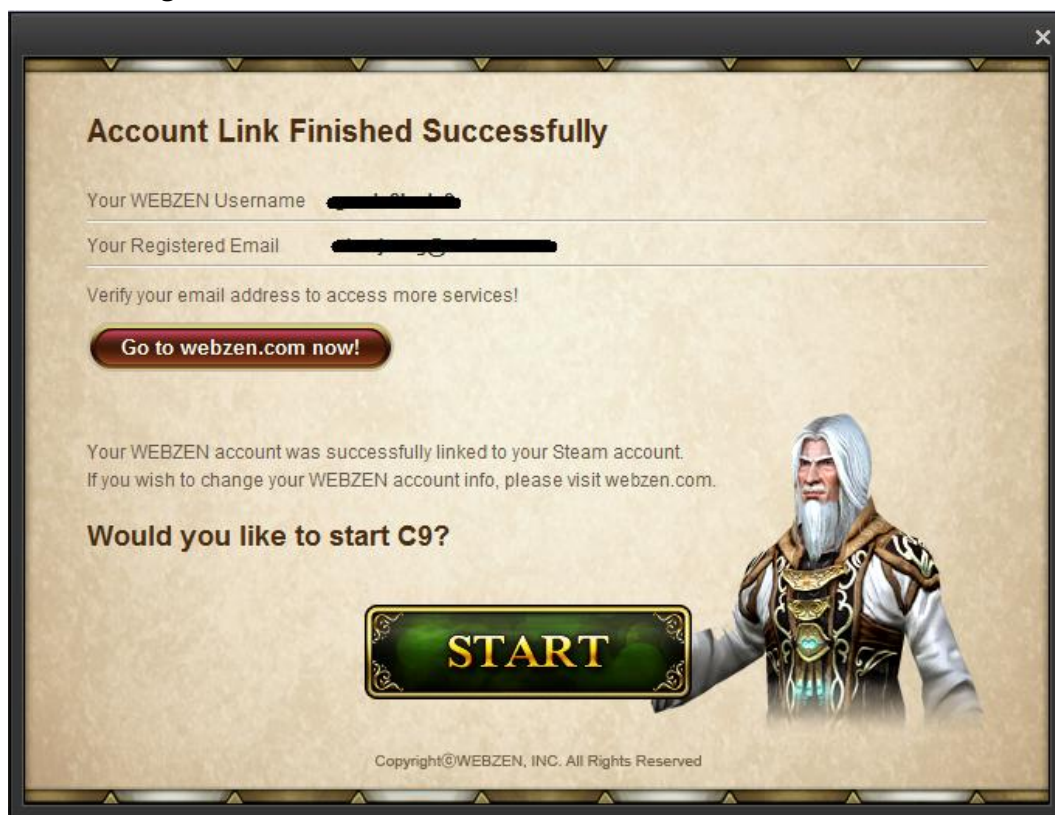 Account Link Finished Successfully
Your WEBZEN Username
Your Registered Email
Verify your email address to access more services!
Go to webzen.com now!
Your WEBZEN account was successfully linked to your Steam account.
If you wish to change your WEBZEN account info, please visit webzen.com.
Would you like to start C9?
START
Copyright©WEBZEN, INC. All Rights Reserved